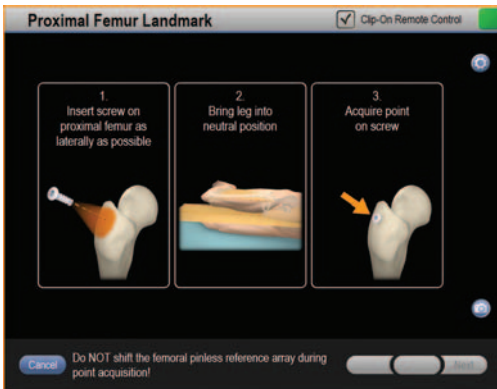 Proximal Femur Landmark
Clip-On Remote Control
1.
Insert screw on
proximal femur as
laterally as possible
2.
Bring leg into
neutral position
3.
Acquire point
on screw
Cancel
Do NOT shift the femoral pinless reference array during
point acquisition!
Next